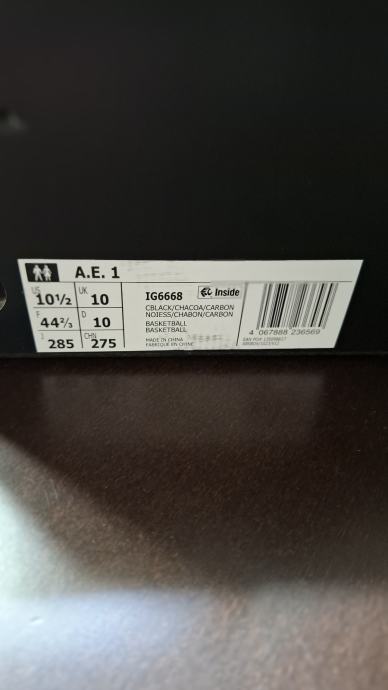 A.E. 1
US 10½ UK 10
F 44⅔ D 10
J 285 CHN 275
IG6668 Inside
CBLACK/CHACOA/CARBON
NOIESS/CHABON/CARBON
BASKETBALL
BASKETBALL
MADE IN CHINA
FABRIQUÉ EN CHINE
4 067888 236569